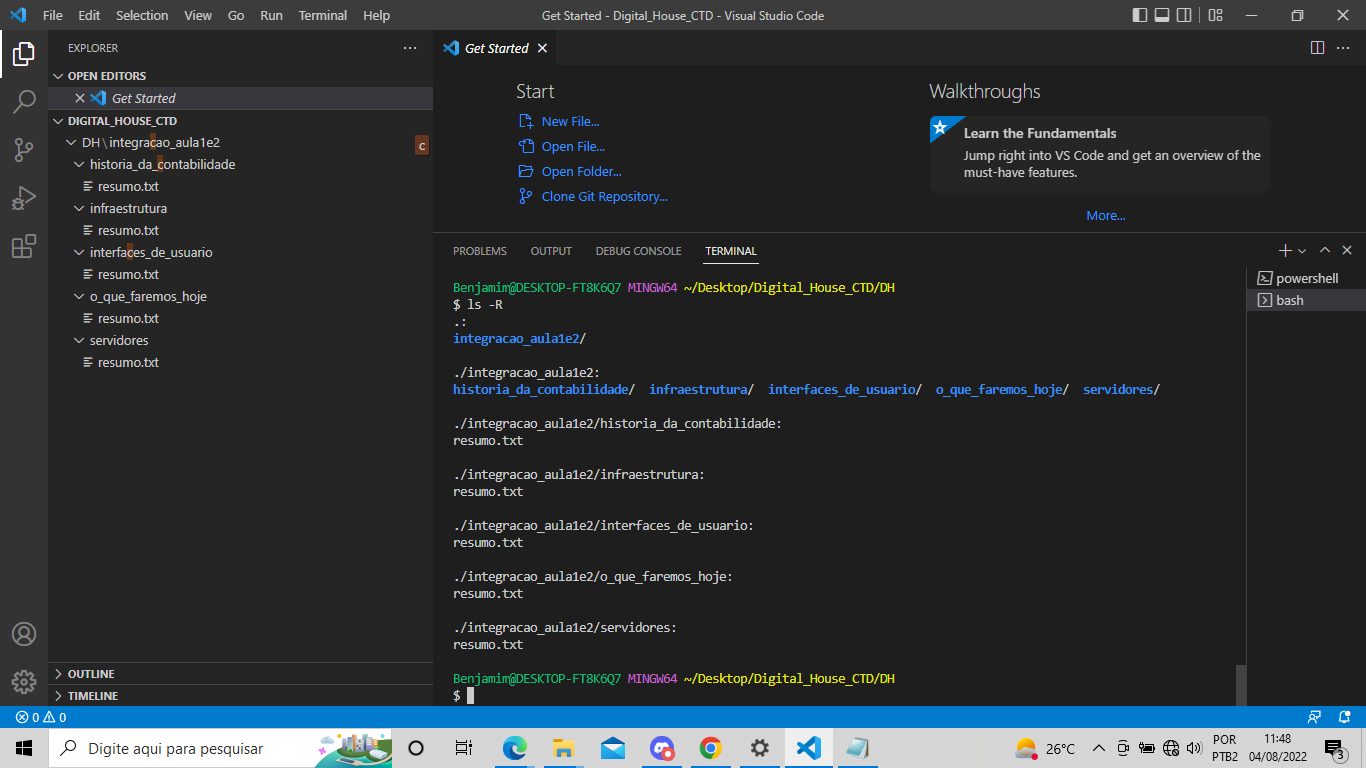 File Edit Selection View Go Run Terminal Help
Get Started - Digital_House_CTD - Visual Studio Code
EXPLORER
OPEN EDITORS
Get Started
DIGITAL_HOUSE_CTD
DH\integracao_aula1e2
c
historia_da_contabilidade
resumo.txt
infraestrutura
resumo.txt
interfaces_de_usuario
resumo.txt
o_que_faremos_hoje
resumo.txt
servidores
resumo.txt
OUTLINE
TIMELINE
Get Started
Start
New File...
Open File...
Open Folder...
Clone Git Repository...
Walkthroughs
Learn the Fundamentals
Jump right into VS Code and get an overview of the
must-have features.
More...
PROBLEMS OUTPUT DEBUG CONSOLE TERMINAL
Benjamim@DESKTOP-FT8K6Q7 MINGW64 ~/Desktop/Digital_House_CTD/DH
$ ls -R
.:
integracao_aula1e2/
./integracao_aula1e2:
historia_da_contabilidade/ infraestrutura/ interfaces_de_usuario/ o_que_faremos_hoje/ servidores/
./integracao_aula1e2/historia_da_contabilidade:
resumo.txt
./integracao_aula1e2/infraestrutura:
resumo.txt
./integracao_aula1e2/interfaces_de_usuario:
resumo.txt
./integracao_aula1e2/o_que_faremos_hoje:
resumo.txt
./integracao_aula1e2/servidores:
resumo.txt
Benjamim@DESKTOP-FT8K6Q7 MINGW64 ~/Desktop/Digital_House_CTD/DH
$
powershell
bash
0 0
Digite aqui para pesquisar
26°C
POR
PTB2
11:48
04/08/2022
3